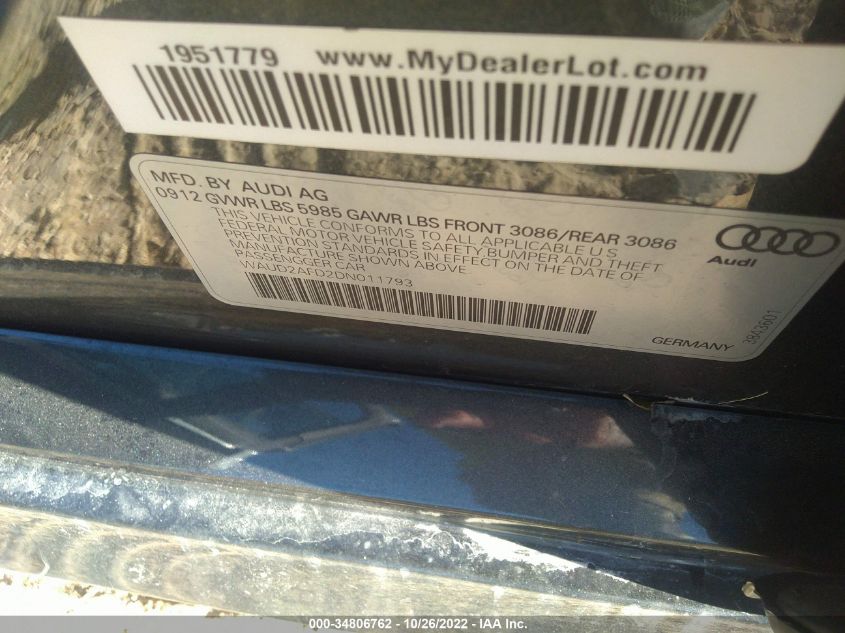 1951779 www.MyDealerLot.com
MFD. BY AUDI AG
0912 GVWR LBS 5985 GAWR LBS FRONT 3086/REAR 3086
THIS VEHICLE CONFORMS TO ALL APPLICABLE U S
FEDERAL MOTOR VEHICLE SAFETY, BUMPER AND THEFT
PREVENTION STANDARDS IN EFFECT ON THE DATE OF
MANUFACTURE SHOWN ABOVE
PASSENGER CAR
WAUD2AFD2DN011793
Audi
GERMANY
38A3601
000-34806762 - 10/26/2022 - IAA Inc.